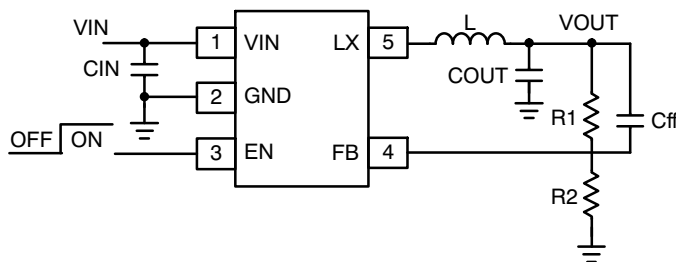 VIN
CIN
OFF ON
1 VIN
2 GND
3 EN
LX 5
FB 4
L
VOUT
COUT
R1
Cff
R2